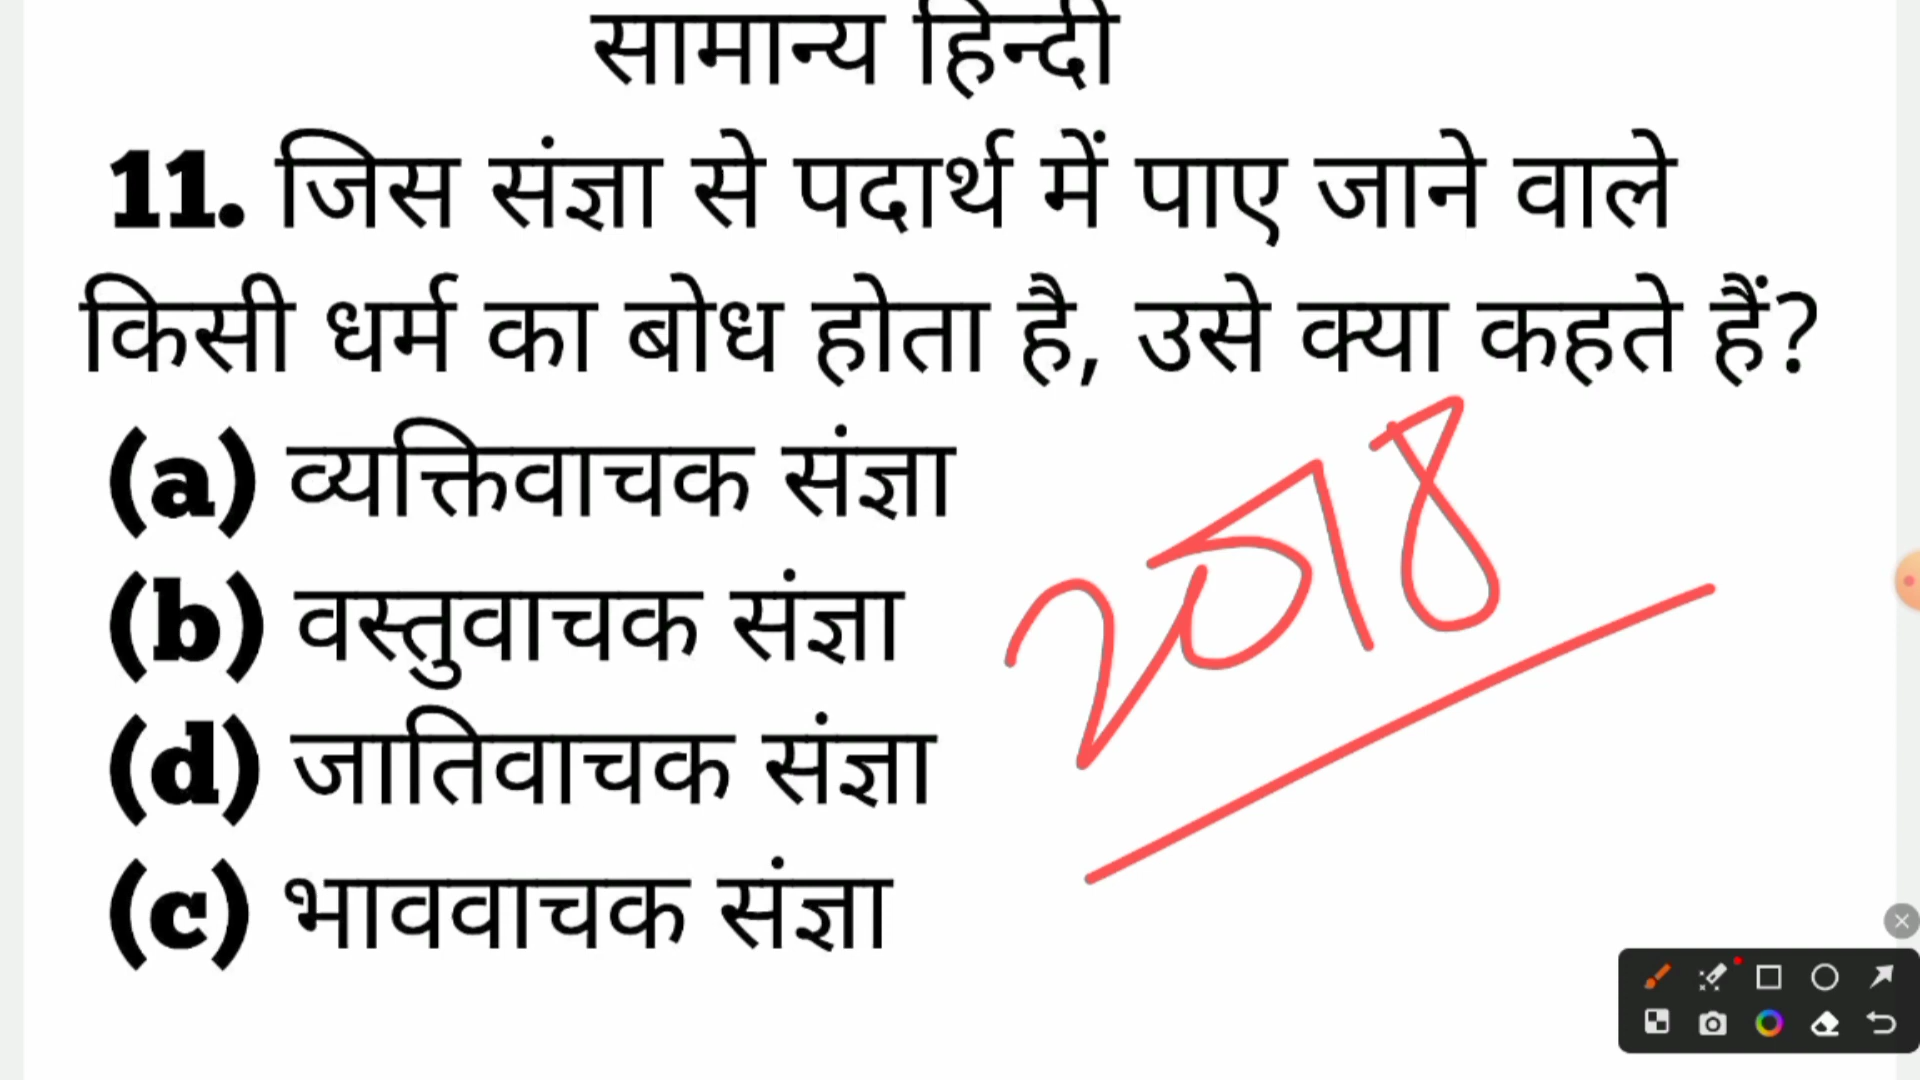 सामान्य हिन्दी
11. जिस संज्ञा से पदार्थ में पाए जाने वाले
किसी धर्म का बोध होता है, उसे क्या कहते हैं?
(a) व्यक्तिवाचक संज्ञा
(b) वस्तुवाचक संज्ञा
(d) जातिवाचक संज्ञा
(c) भाववाचक संज्ञा
2018